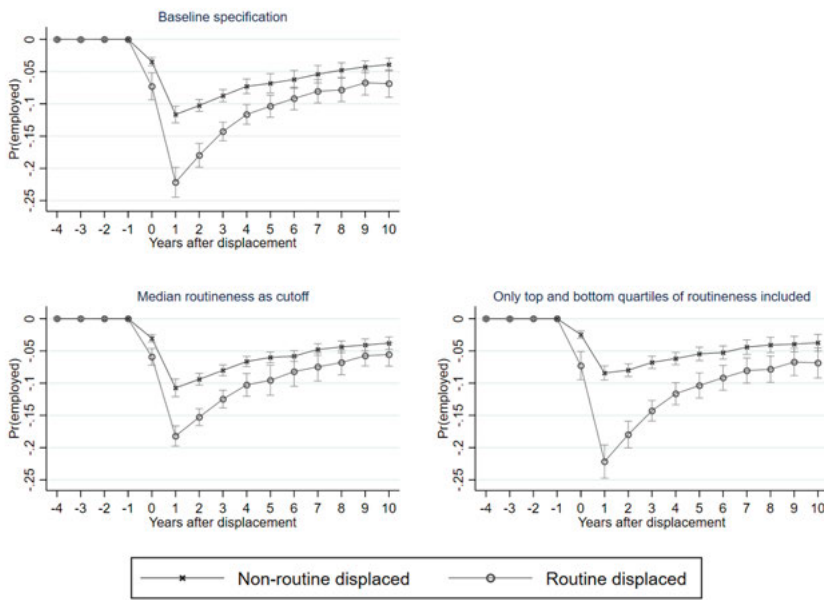 Baseline specification
Pr(employed)
0
-.05
-.1
-.15
-.2
-.25
-4 -3 -2 -1 0 1 2 3 4 5 6 7 8 9 10
Years after displacement
Median routineness as cutoff
Pr(employed)
0
-.05
-.1
-.15
-.2
-.25
-4 -3 -2 -1 0 1 2 3 4 5 6 7 8 9 10
Years after displacement
Only top and bottom quartiles of routineness included
Pr(employed)
0
-.05
-.1
-.15
-.2
-.25
-4 -3 -2 -1 0 1 2 3 4 5 6 7 8 9 10
Years after displacement
Non-routine displaced Routine displaced